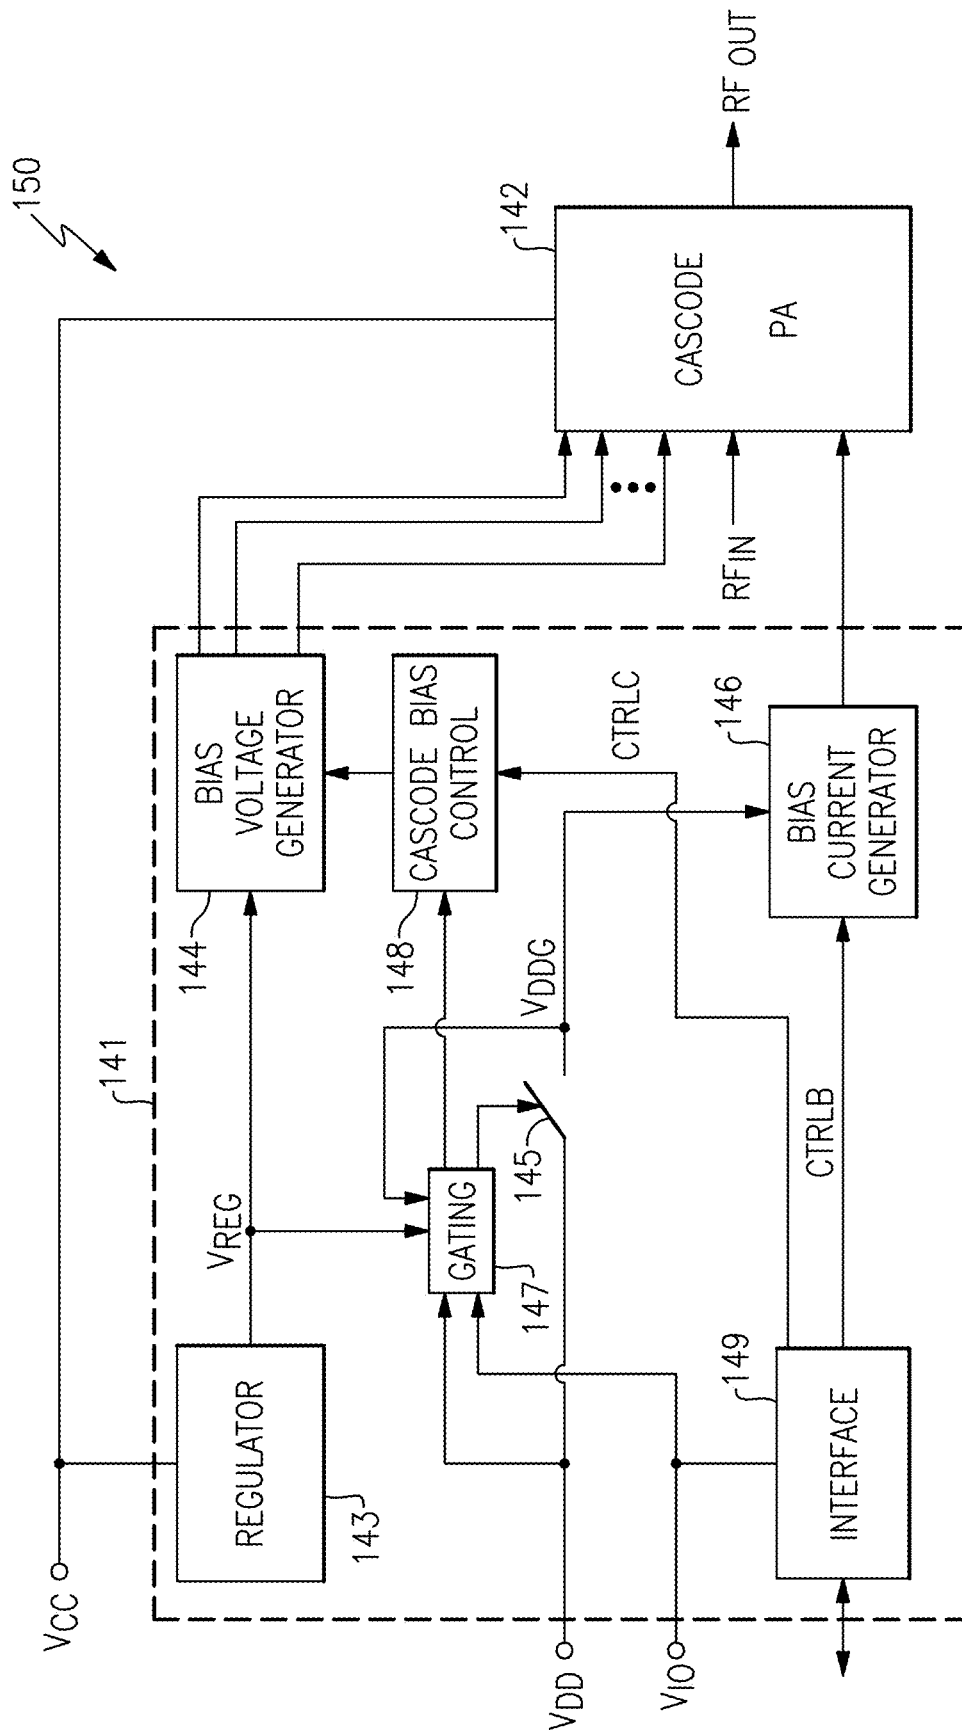 150
VCC
141
REGULATOR
143
VREG
144
BIAS
VOLTAGE
GENERATOR
148
CASCODE BIAS
CONTROL
GATING
147
145
VDDG
CTRLC
VDD
VIO
149
INTERFACE
CTRLB
146
BIAS
CURRENT
GENERATOR
RFIN
142
CASCODE
PA
RF OUT